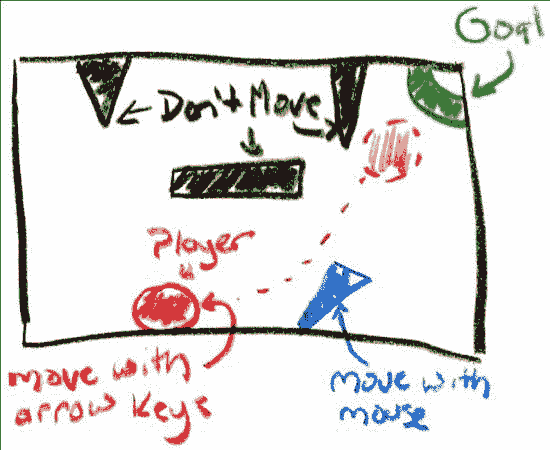 Goal
Don't Move
Player
move with
arrow keys
move with
mouse